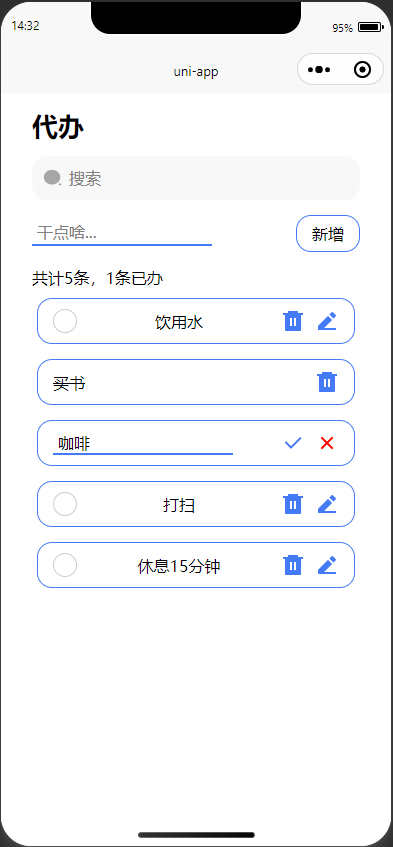 14:32
95%
uni-app
代办
搜索
干点啥...
新增
共计5条，1条已办
饮用水
买书
咖啡
打扫
休息15分钟